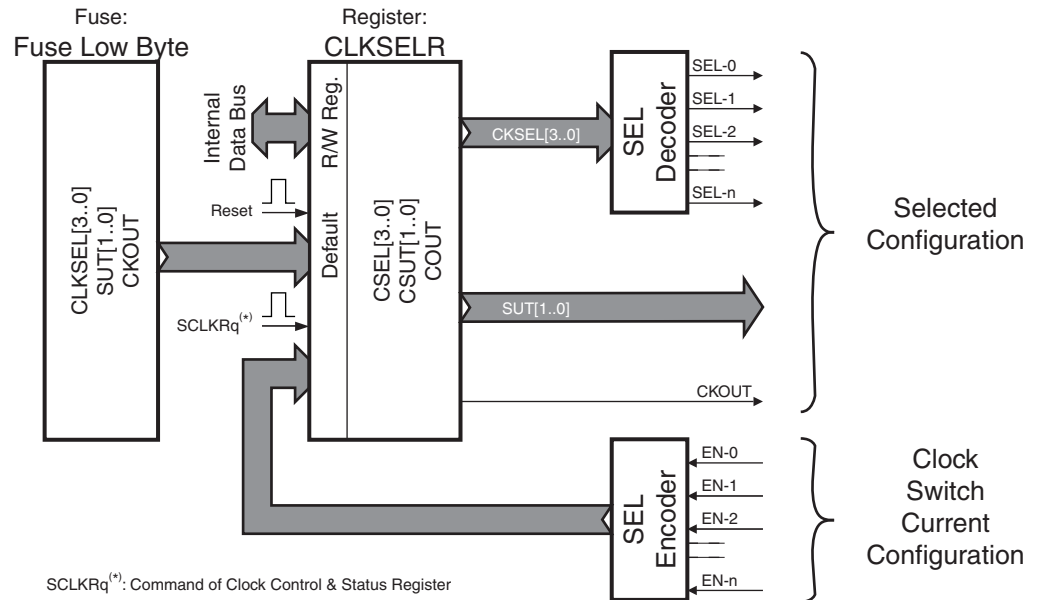 Fuse:
Fuse Low Byte
CLKSEL[3..0]
SUT[1..0]
CKOUT
Register:
CLKSELR
Internal
Data Bus
R/W Reg.
Reset
Default
SCLKRq(*)
CSEL[3..0]
CSUT[1..0]
COUT
CKSEL[3..0]
SUT[1..0]
CKOUT
SEL
Decoder
SEL-0
SEL-1
SEL-2
SEL-n
Selected
Configuration
SEL
Encoder
EN-0
EN-1
EN-2
EN-n
Clock
Switch
Current
Configuration
SCLKRq(*): Command of Clock Control & Status Register